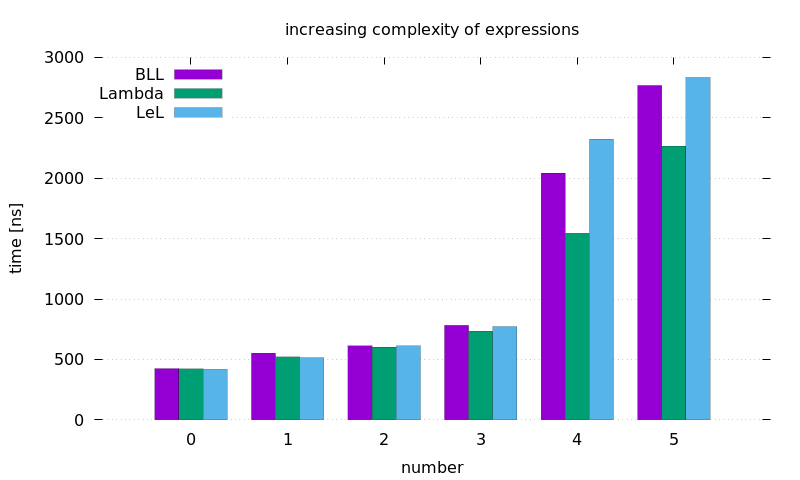 increasing complexity of expressions
3000
2500
2000
1500
1000
500
0
time [ns]
BLL
Lambda
LeL
0 1 2 3 4 5
number